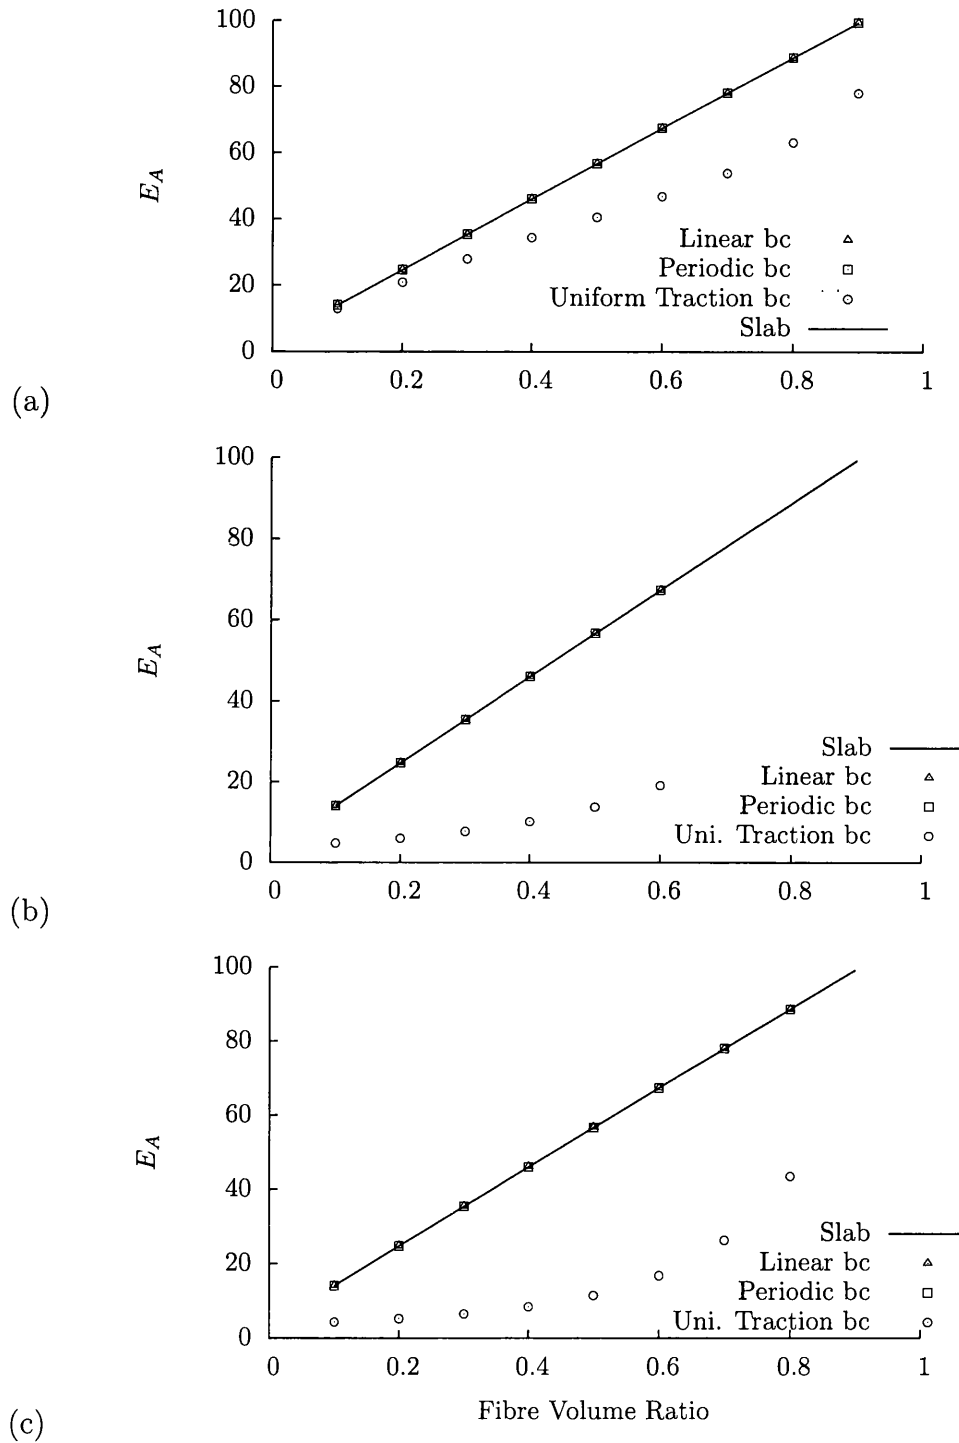 100
80
60
40
20
0
E_A
Linear bc
Periodic bc
Uniform Traction bc
Slab
0 0.2 0.4 0.6 0.8 1
(a)
100
80
60
40
20
0
E_A
Slab
Linear bc
Periodic bc
Uni. Traction bc
0 0.2 0.4 0.6 0.8 1
(b)
100
80
60
40
20
0
E_A
Slab
Linear bc
Periodic bc
Uni. Traction bc
0 0.2 0.4 0.6 0.8 1
Fibre Volume Ratio
(c)